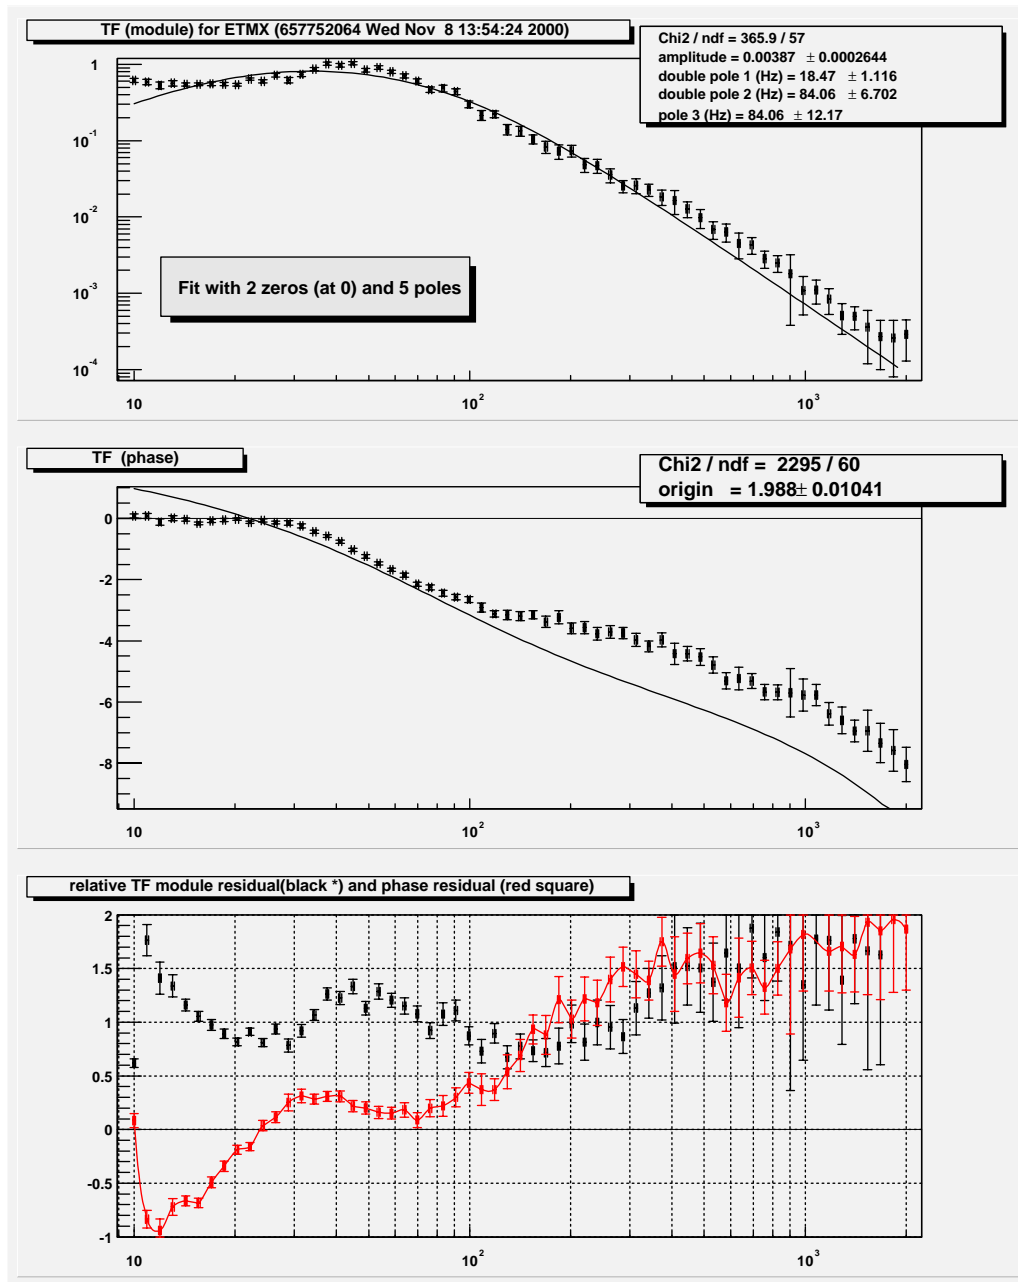 TF (module) for ETMX (657752064 Wed Nov 8 13:54:24 2000)
Chi2 / ndf = 365.9 / 57
amplitude = 0.00387 ± 0.0002644
double pole 1 (Hz) = 18.47 ± 1.116
double pole 2 (Hz) = 84.06 ± 6.702
pole 3 (Hz) = 84.06 ± 12.17
1
10^-1
10^-2
10^-3
10^-4
Fit with 2 zeros (at 0) and 5 poles
10
10^2
10^3
TF (phase)
Chi2 / ndf = 2295 / 60
origin = 1.988± 0.01041
0
-2
-4
-6
-8
10
10^2
10^3
relative TF module residual(black *) and phase residual (red square)
2
1.5
1
0.5
0
-0.5
-1
10
10^2
10^3